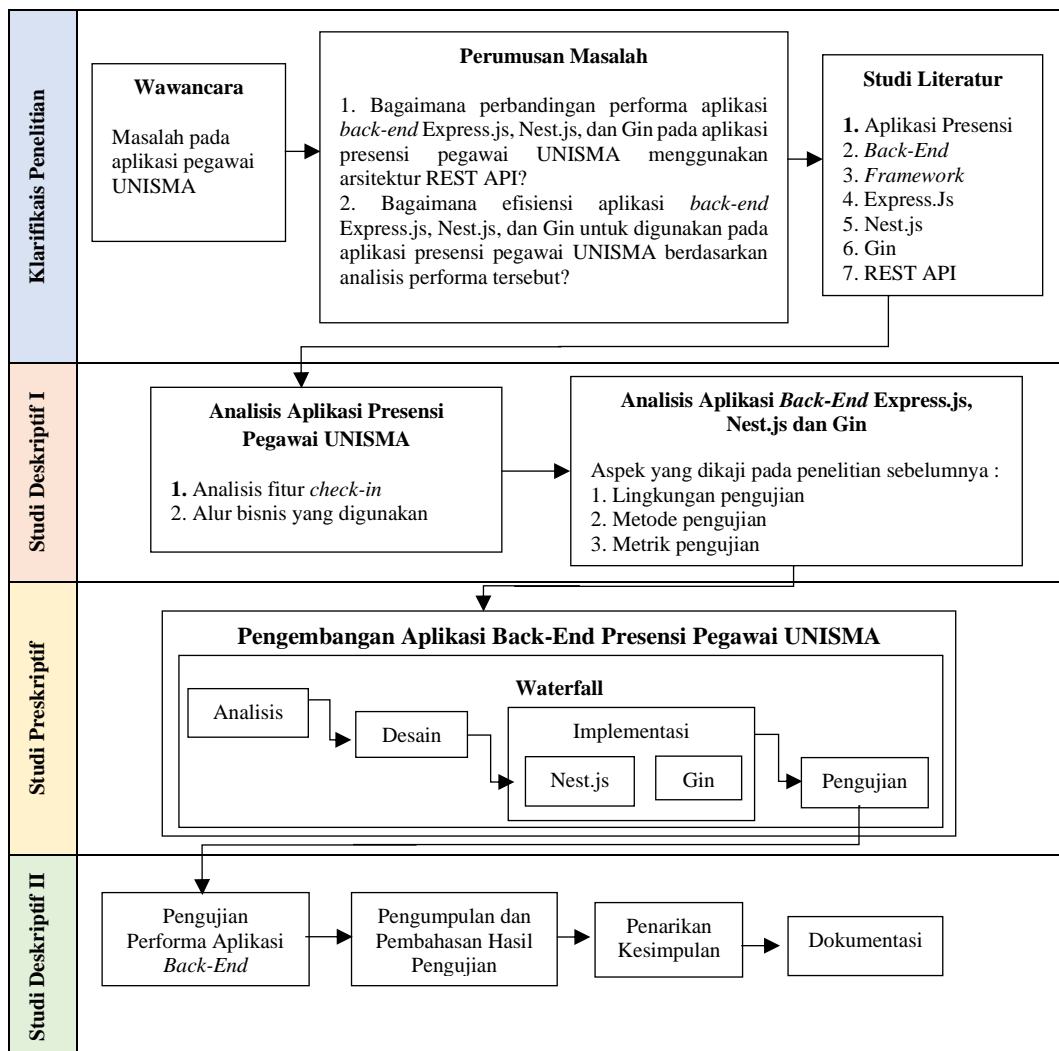 Klarifikais Penelitian
Wawancara
Masalah pada
aplikasi pegawai
UNISMA
Perumusan Masalah
1. Bagaimana perbandingan performa aplikasi
back-end Express.js, Nest.js, dan Gin pada aplikasi
presensi pegawai UNISMA menggunakan
arsitektur REST API?
2. Bagaimana efisiensi aplikasi back-end
Express.js, Nest.js, dan Gin untuk digunakan pada
aplikasi presensi pegawai UNISMA berdasarkan
analisis performa tersebut?
Studi Literatur
1. Aplikasi Presensi
2. Back-End
3. Framework
4. Express.Js
5. Nest.js
6. Gin
7. REST API
Studi Deskriptif I
Analisis Aplikasi Presensi
Pegawai UNISMA
1. Analisis fitur check-in
2. Alur bisnis yang digunakan
Analisis Aplikasi Back-End Express.js,
Nest.js dan Gin
Aspek yang dikaji pada penelitian sebelumnya :
1. Lingkungan pengujian
2. Metode pengujian
3. Metrik pengujian
Studi Preskriptif
Pengembangan Aplikasi Back-End Presensi Pegawai UNISMA
Waterfall
Analisis
Desain
Implementasi
Nest.js
Gin
Pengujian
Studi Deskriptif II
Pengujian
Performa Aplikasi
Back-End
Pengumpulan dan
Pembahasan Hasil
Pengujian
Penarikan
Kesimpulan
Dokumentasi